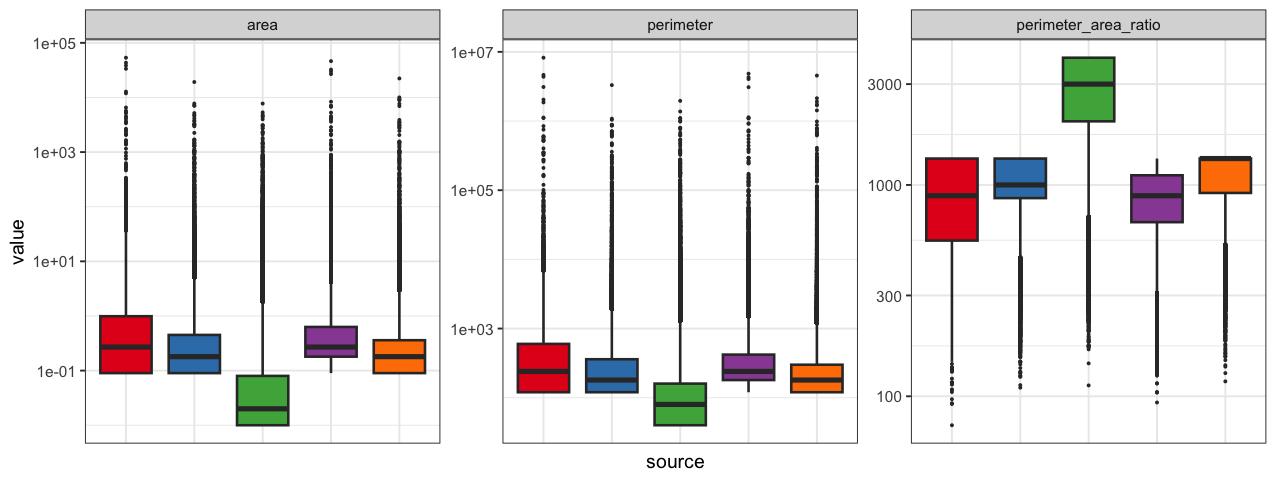 area
perimeter
perimeter_area_ratio
value
1e+05
1e+03
1e+01
1e-01
1e+07
1e+05
1e+03
3000
1000
300
100
source